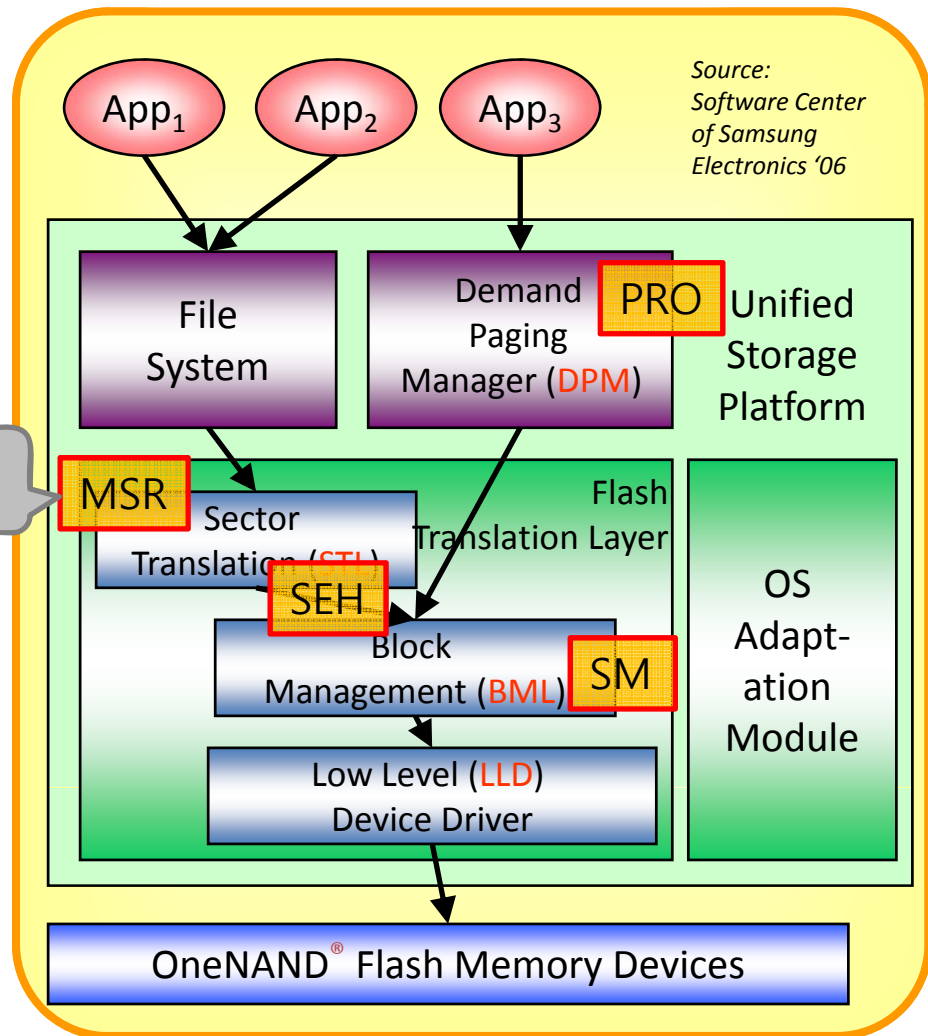 App1
App2
App3
Source:
Software Center
of Samsung
Electronics ‘06
File
System
Demand
Paging
Manager (DPM)
PRO
Unified
Storage
Platform
MSR
Sector
Translation (STL)
Flash
Translation Layer
SEH
Block
Management (BML)
SM
Low Level (LLD)
Device Driver
OS
Adapt-
ation
Module
OneNAND® Flash Memory Devices